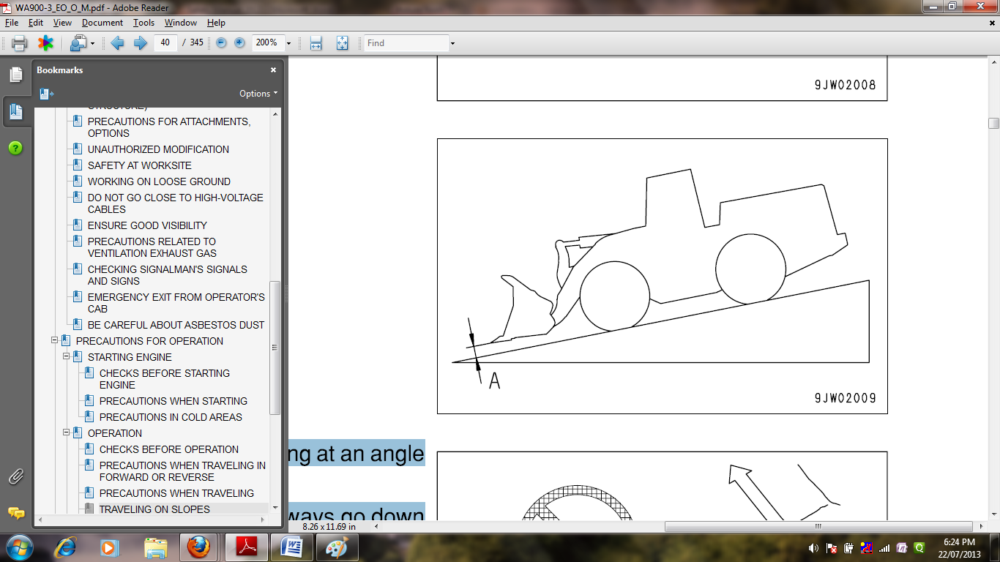 WA900-3_EO_O_M.pdf - Adobe Reader
File Edit View Document Tools Window Help
40 / 345 200% Find
Bookmarks
Options
STRUCTURE)
PRECAUTIONS FOR ATTACHMENTS,
OPTIONS
UNAUTHORIZED MODIFICATION
SAFETY AT WORKSITE
WORKING ON LOOSE GROUND
DO NOT GO CLOSE TO HIGH-VOLTAGE
CABLES
ENSURE GOOD VISIBILITY
PRECAUTIONS RELATED TO
VENTILATION EXHAUST GAS
CHECKING SIGNALMAN'S SIGNALS
AND SIGNS
EMERGENCY EXIT FROM OPERATOR'S
CAB
BE CAREFUL ABOUT ASBESTOS DUST
PRECAUTIONS FOR OPERATION
STARTING ENGINE
CHECKS BEFORE STARTING
ENGINE
PRECAUTIONS WHEN STARTING
PRECAUTIONS IN COLD AREAS
OPERATION
CHECKS BEFORE OPERATION
PRECAUTIONS WHEN TRAVELING IN
FORWARD OR REVERSE
PRECAUTIONS WHEN TRAVELING
TRAVELING ON SLOPES
9JW02008
A
9JW02009
ng at an angle
ways go down
8.26 x 11.69 in
6:24 PM
22/07/2013